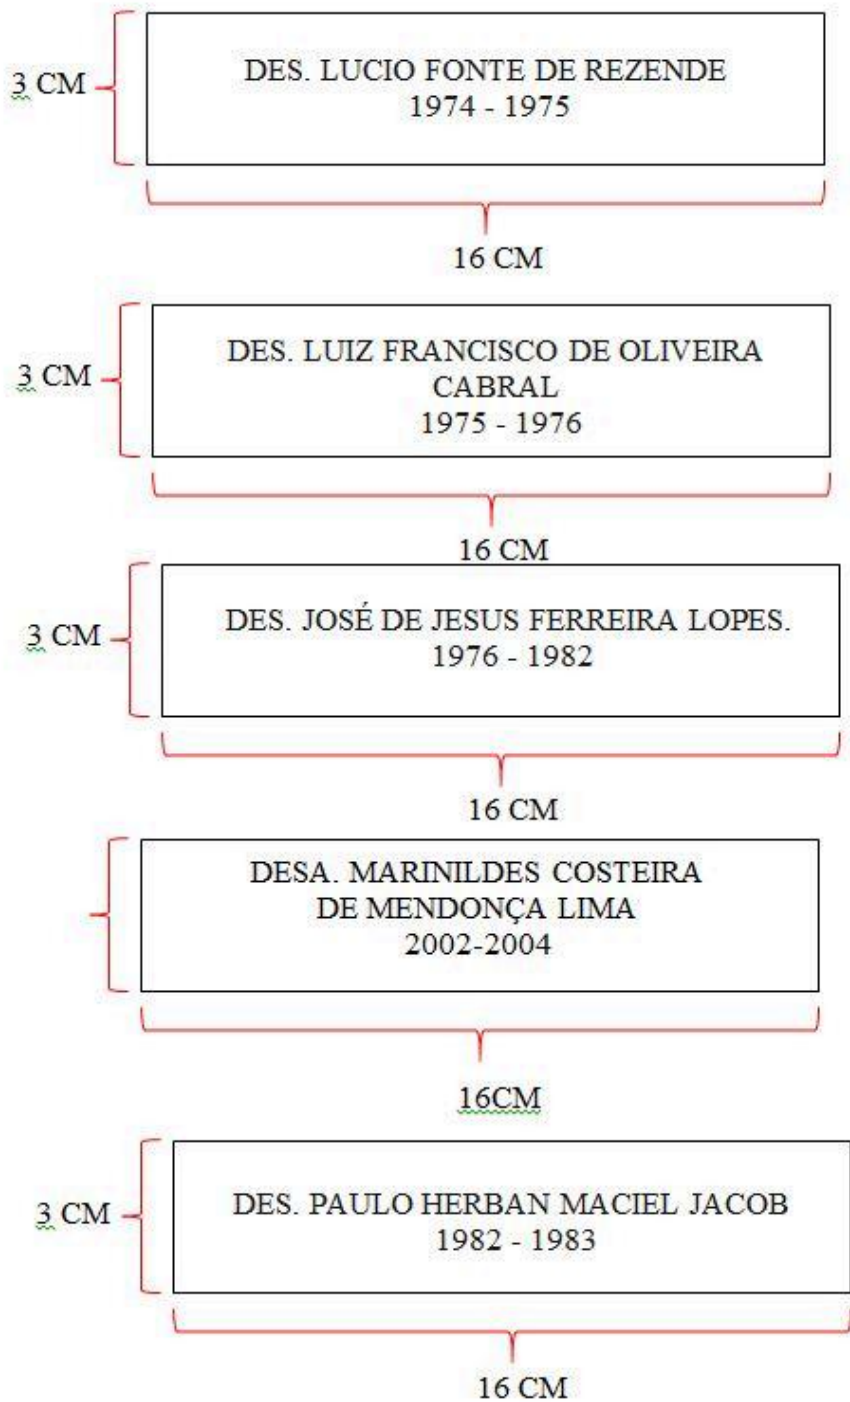 3 CM
DES. LUCIO FONTE DE REZENDE
1974 - 1975
16 CM
3 CM
DES. LUIZ FRANCISCO DE OLIVEIRA
CABRAL
1975 - 1976
16 CM
3 CM
DES. JOSÉ DE JESUS FERREIRA LOPES.
1976 - 1982
16 CM
DESA. MARINILDES COSTEIRA
DE MENDONÇA LIMA
2002-2004
16CM
3 CM
DES. PAULO HERBAN MACIEL JACOB
1982 - 1983
16 CM